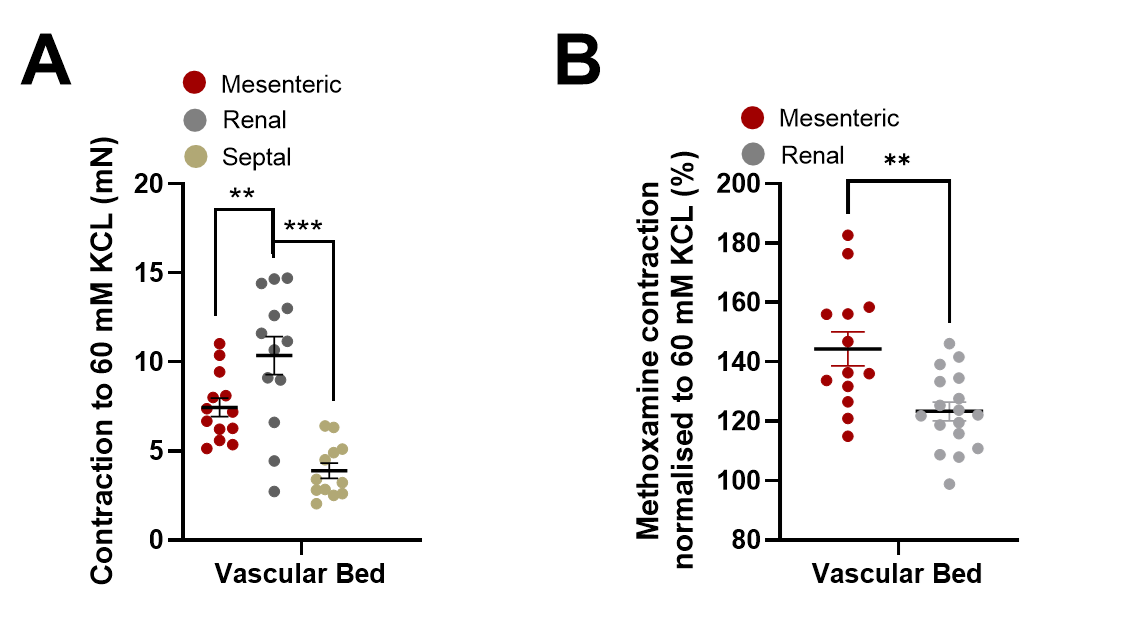 A
Mesenteric
Renal
Septal
Contraction to 60 mM KCL (mN)
20
15
10
5
0
**
***
Vascular Bed
B
Mesenteric
Renal
Methoxamine contraction
normalised to 60 mM KCL (%)
200
180
160
140
120
100
80
**
Vascular Bed